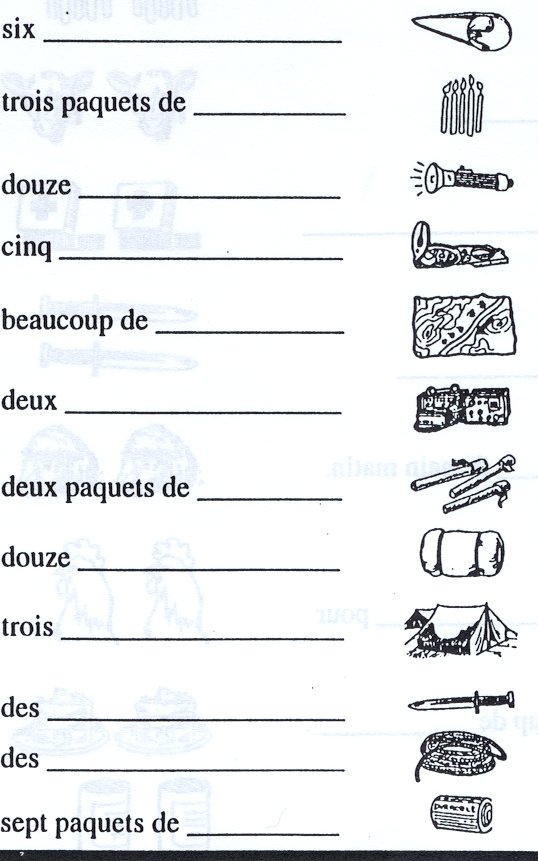 six
trois paquets de
douze
cinq
beaucoup de
deux
deux paquets de
douze
trois
des
des
sept paquets de
DURACELL